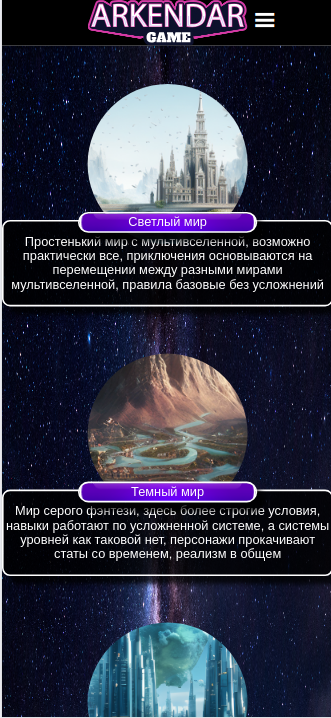 ARKENDAR
GAME
Светлый мир
Простенький мир с мультивселенной, возможно
практически все, приключения основываются на
перемещении между разными мирами
мультивселенной, правила базовые без усложнений
Темный мир
Мир серого фэнтези, здесь более строгие условия,
навыки работают по усложненной системе, а системы
уровней как таковой нет, персонажи прокачивают
статы со временем, реализм в общем